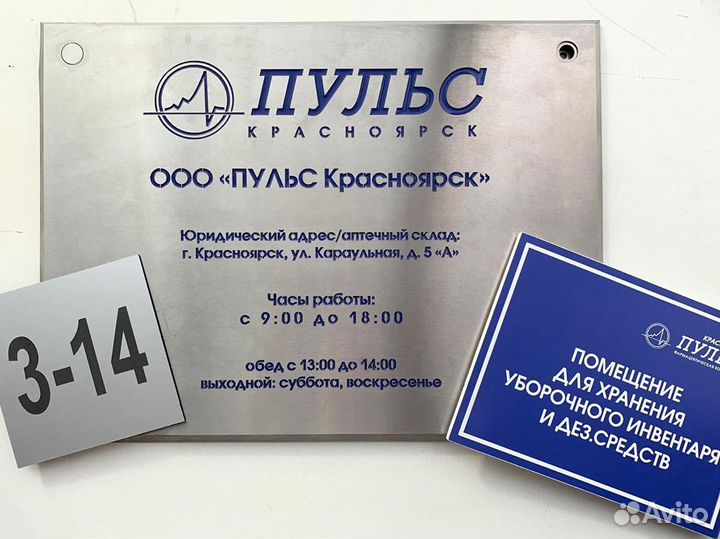 ПУЛЬС
КРАСНОЯРСК
ООО «ПУЛЬС Красноярск»
Юридический адрес/аптечный склад:
г. Красноярск, ул. Караульная, д. 5 «А»
Часы работы:
с 9:00 до 18:00
обед с 13:00 до 14:00
выходной: суббота, воскресенье
3-14
ПОМЕЩЕНИЕ
ДЛЯ ХРАНЕНИЯ
УБОРОЧНОГО ИНВЕНТАРЯ
И ДЕЗ.СРЕДСТВ
Avito